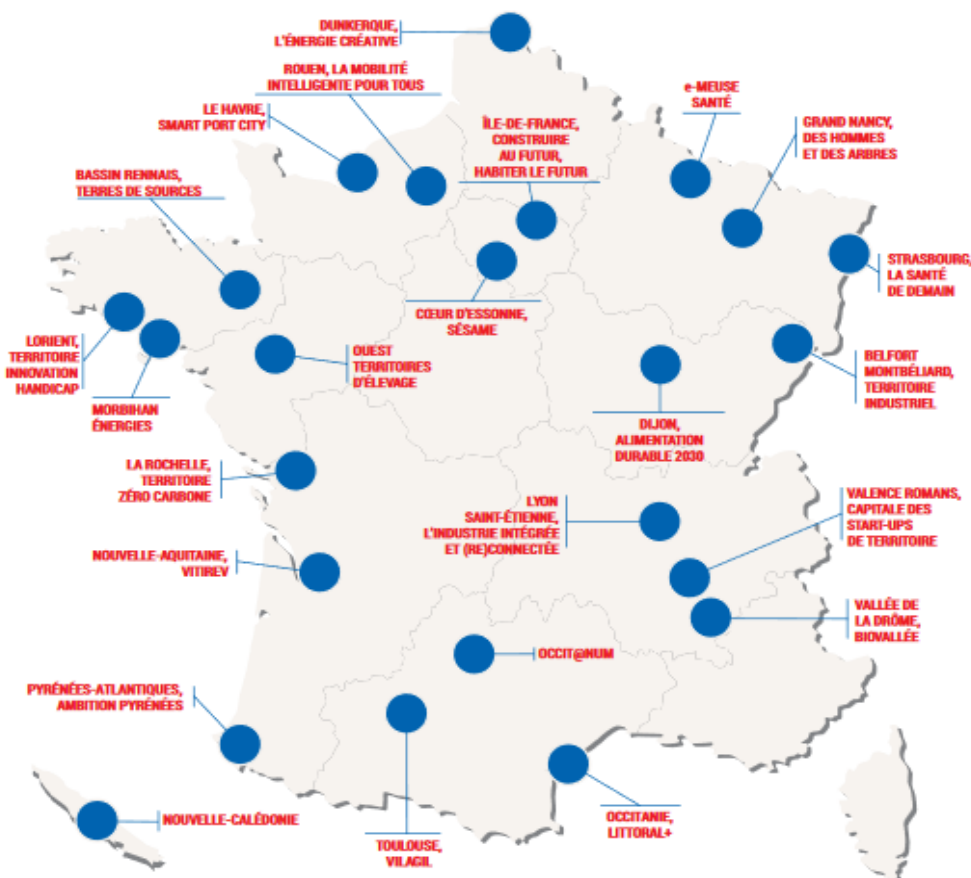 DUNKERQUE,
L'ÉNERGIE CRÉATIVE
ROUEN, LA MOBILITÉ
INTELLIGENTE POUR TOUS
LE HAVRE,
SMART PORT CITY
ÎLE-DE-FRANCE,
CONSTRUIRE
AU FUTUR,
HABITER LE FUTUR
e-MEUSE
SANTÉ
GRAND NANCY,
DES HOMMES
ET DES ARBRES
BASSIN RENNAIS,
TERRES DE SOURCES
STRASBOURG,
LA SANTÉ
DE DEMAIN
CŒUR D'ESSONNE,
SÉSAME
LORIENT,
TERRITOIRE
INNOVATION
HANDICAP
MORBIHAN
ÉNERGIES
OUEST
TERRITOIRES
D'ÉLEVAGE
BELFORT
MONTBÉLIARD,
TERRITOIRE
INDUSTRIEL
DIJON,
ALIMENTATION
DURABLE 2030
LA ROCHELLE,
TERRITOIRE
ZÉRO CARBONE
LYON
SAINT-ÉTIENNE,
L'INDUSTRIE INTÉGRÉE
ET (RE)CONNECTÉE
VALENCE ROMANS,
CAPITALE DES
START-UPS
DE TERRITOIRE
NOUVELLE-AQUITAINE,
VITIREV
VALLÉE DE
LA DRÔME,
BIOVALLÉE
OCCIT@NUM
PYRÉNÉES-ATLANTIQUES,
AMBITION PYRÉNÉES
NOUVELLE-CALÉDONIE
TOULOUSE,
VILAGIL
OCCITANIE,
LITTORAL+